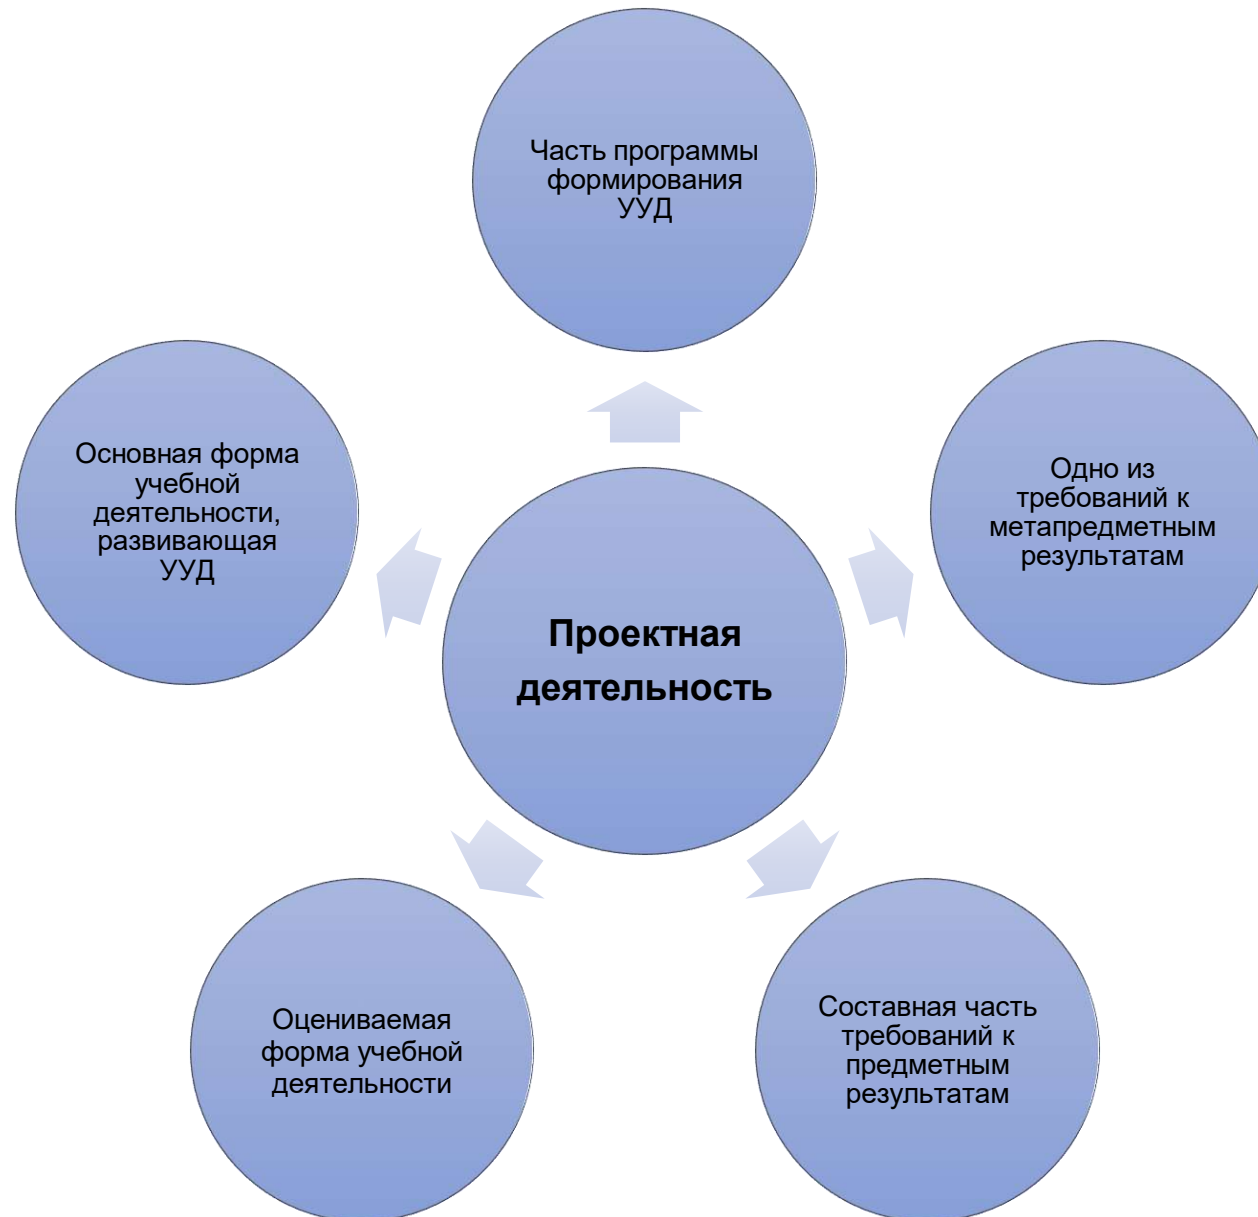 Часть программы
формирования
УУД
Основная форма
учебной
деятельности,
развивающая
УУД
Одно из
требований к
метапредметным
результатам
Проектная
деятельность
Оцениваемая
форма учебной
деятельности
Составная часть
требований к
предметным
результатам